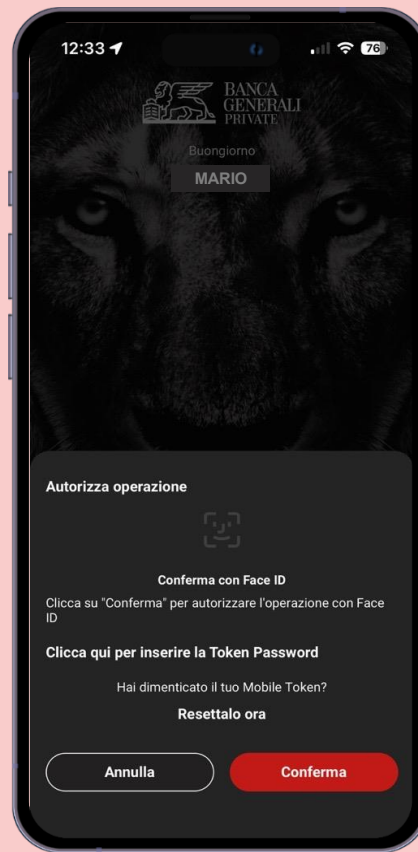 12:33
76
BANCA
GENERALI
PRIVATE
Buongiorno
MARIO
Autorizza operazione
Conferma con Face ID
Clicca su "Conferma" per autorizzare l'operazione con Face
ID
Clicca qui per inserire la Token Password
Hai dimenticato il tuo Mobile Token?
Resettalo ora
Annulla Conferma